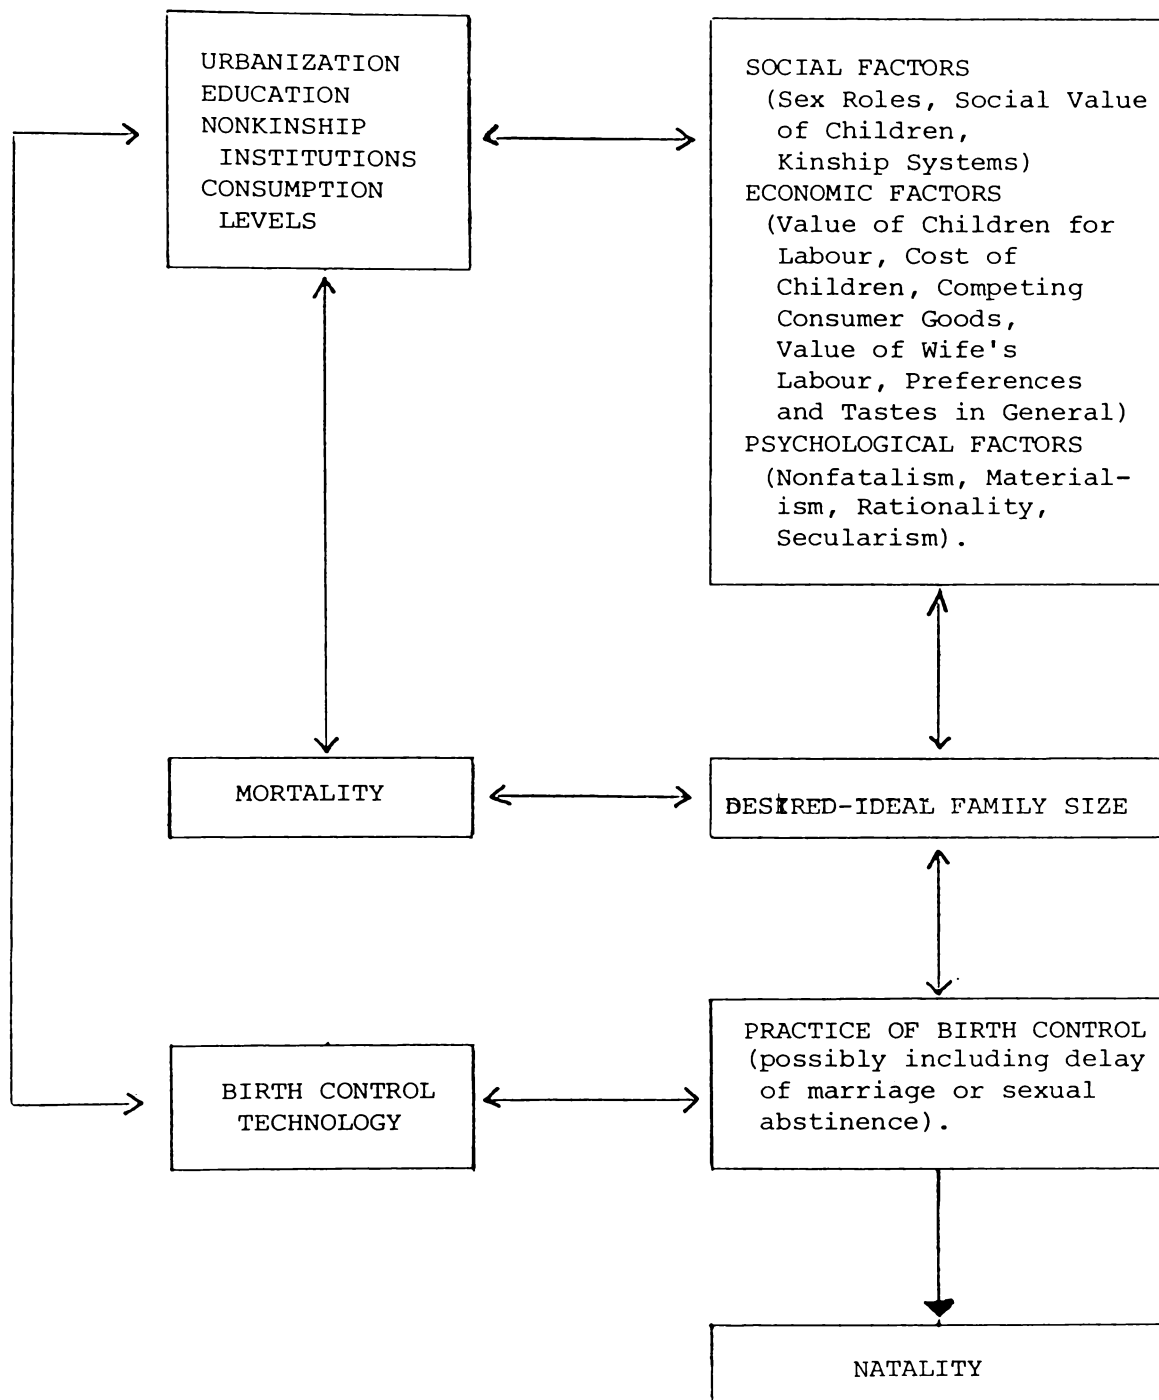 URBANIZATION
EDUCATION
NONKINSHIP
INSTITUTIONS
CONSUMPTION
LEVELS
SOCIAL FACTORS
(Sex Roles, Social Value
of Children,
Kinship Systems)
ECONOMIC FACTORS
(Value of Children for
Labour, Cost of
Children, Competing
Consumer Goods,
Value of Wife's
Labour, Preferences
and Tastes in General)
PSYCHOLOGICAL FACTORS
(Nonfatalism, Material-
ism, Rationality,
Secularism).
MORTALITY
DESIRED-IDEAL FAMILY SIZE
BIRTH CONTROL
TECHNOLOGY
PRACTICE OF BIRTH CONTROL
(possibly including delay
of marriage or sexual
abstinence).
NATALITY